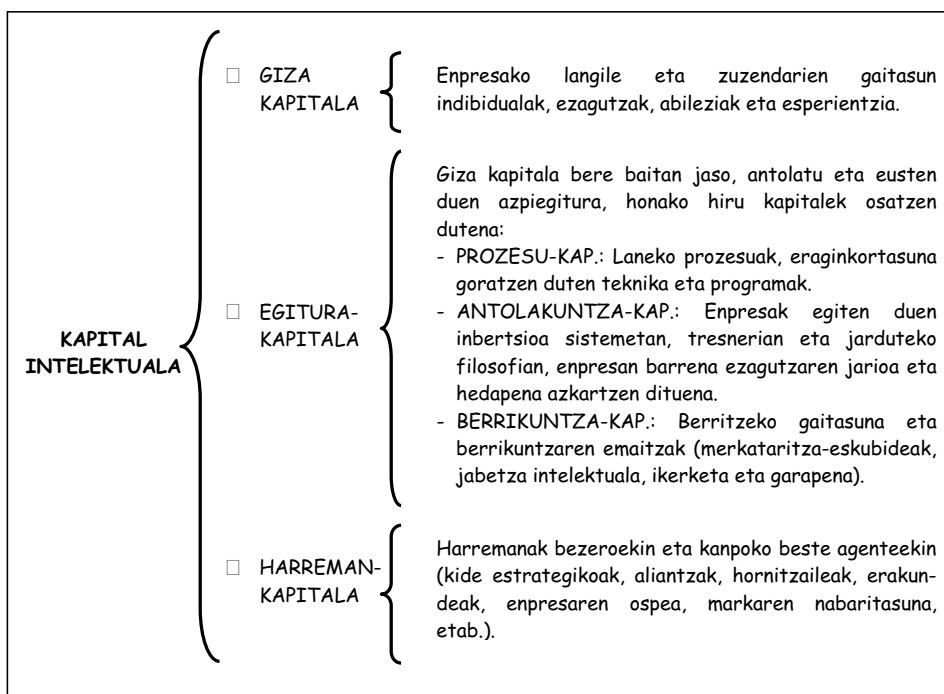 GIZA
KAPITALA
Enpresako langile eta zuzendarien gaitasun
indibidualak, ezagutzak, abileziak eta esperientzia.
KAPITAL
INTELEKTUALA
EGITURA-
KAPITALA
Giza kapitala bere baitan jaso, antolatu eta eusten
duen azpiegitura, honako hiru kapitalek osatzen
dutena:
- PROZESU-KAP.: Laneko prozesuak, eraginkortasuna
goratzen duten teknika eta programak.
- ANTOLAKUNTZA-KAP.: Enpresak egiten duen
inbertsioa sistemetan, tresnerian eta jarduteko
filosofian, enpresan barrena ezagutzaren jarioa eta
hedapena azkartzen dituena.
- BERRIKUNTZA-KAP.: Berritzeko gaitasuna eta
berrikuntzaren emaitzak (merkataritza-eskubideak,
jabetza intelektuala, ikerketa eta garapena).
HARREMAN-
KAPITALA
Harremanak bezeroekin eta kanpoko beste agenteekin
(kide estrategikoak, aliantzak, hornitzaileak, erakun-
deak, enpresaren ospea, markaren nabaritasuna,
etab.).